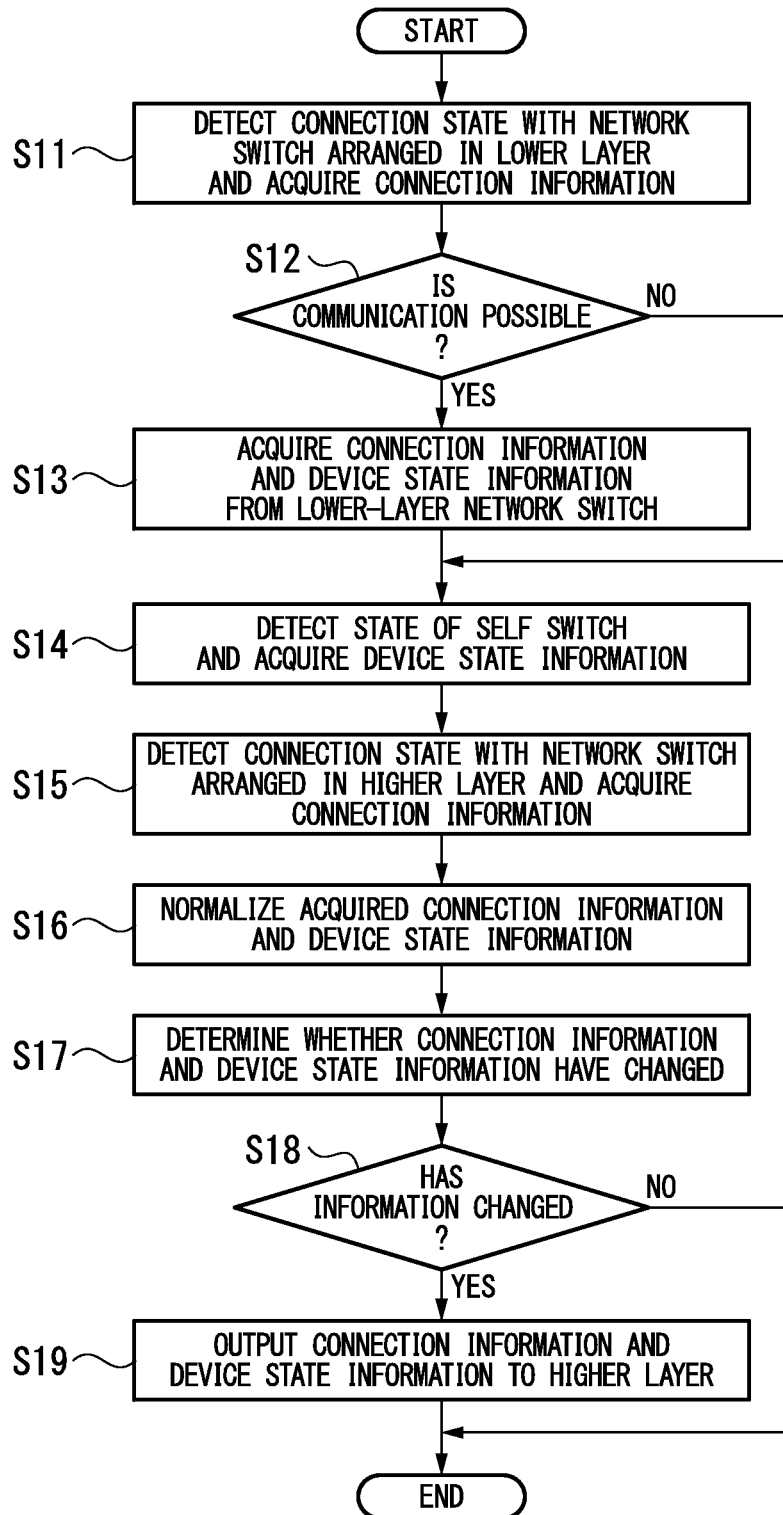 START
S11
DETECT CONNECTION STATE WITH NETWORK
SWITCH ARRANGED IN LOWER LAYER
AND ACQUIRE CONNECTION INFORMATION
S12
IS
COMMUNICATION POSSIBLE
?
NO
YES
S13
ACQUIRE CONNECTION INFORMATION
AND DEVICE STATE INFORMATION
FROM LOWER-LAYER NETWORK SWITCH
S14
DETECT STATE OF SELF SWITCH
AND ACQUIRE DEVICE STATE INFORMATION
S15
DETECT CONNECTION STATE WITH NETWORK SWITCH
ARRANGED IN HIGHER LAYER AND ACQUIRE
CONNECTION INFORMATION
S16
NORMALIZE ACQUIRED CONNECTION INFORMATION
AND DEVICE STATE INFORMATION
S17
DETERMINE WHETHER CONNECTION INFORMATION
AND DEVICE STATE INFORMATION HAVE CHANGED
S18
HAS
INFORMATION CHANGED
?
NO
YES
S19
OUTPUT CONNECTION INFORMATION AND
DEVICE STATE INFORMATION TO HIGHER LAYER
END